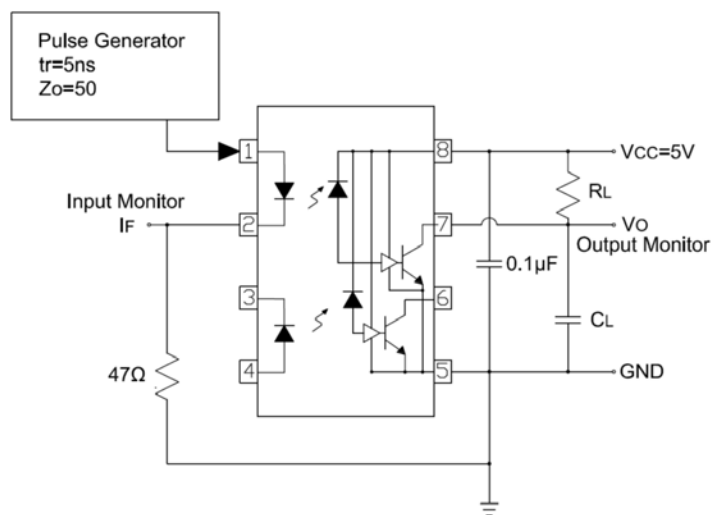 Pulse Generator
tr=5ns
Zo=50
1
8
VCC=5V
RL
Input Monitor
IF
2
7
VO
Output Monitor
0.1µF
3
6
CL
47Ω
4
5
GND